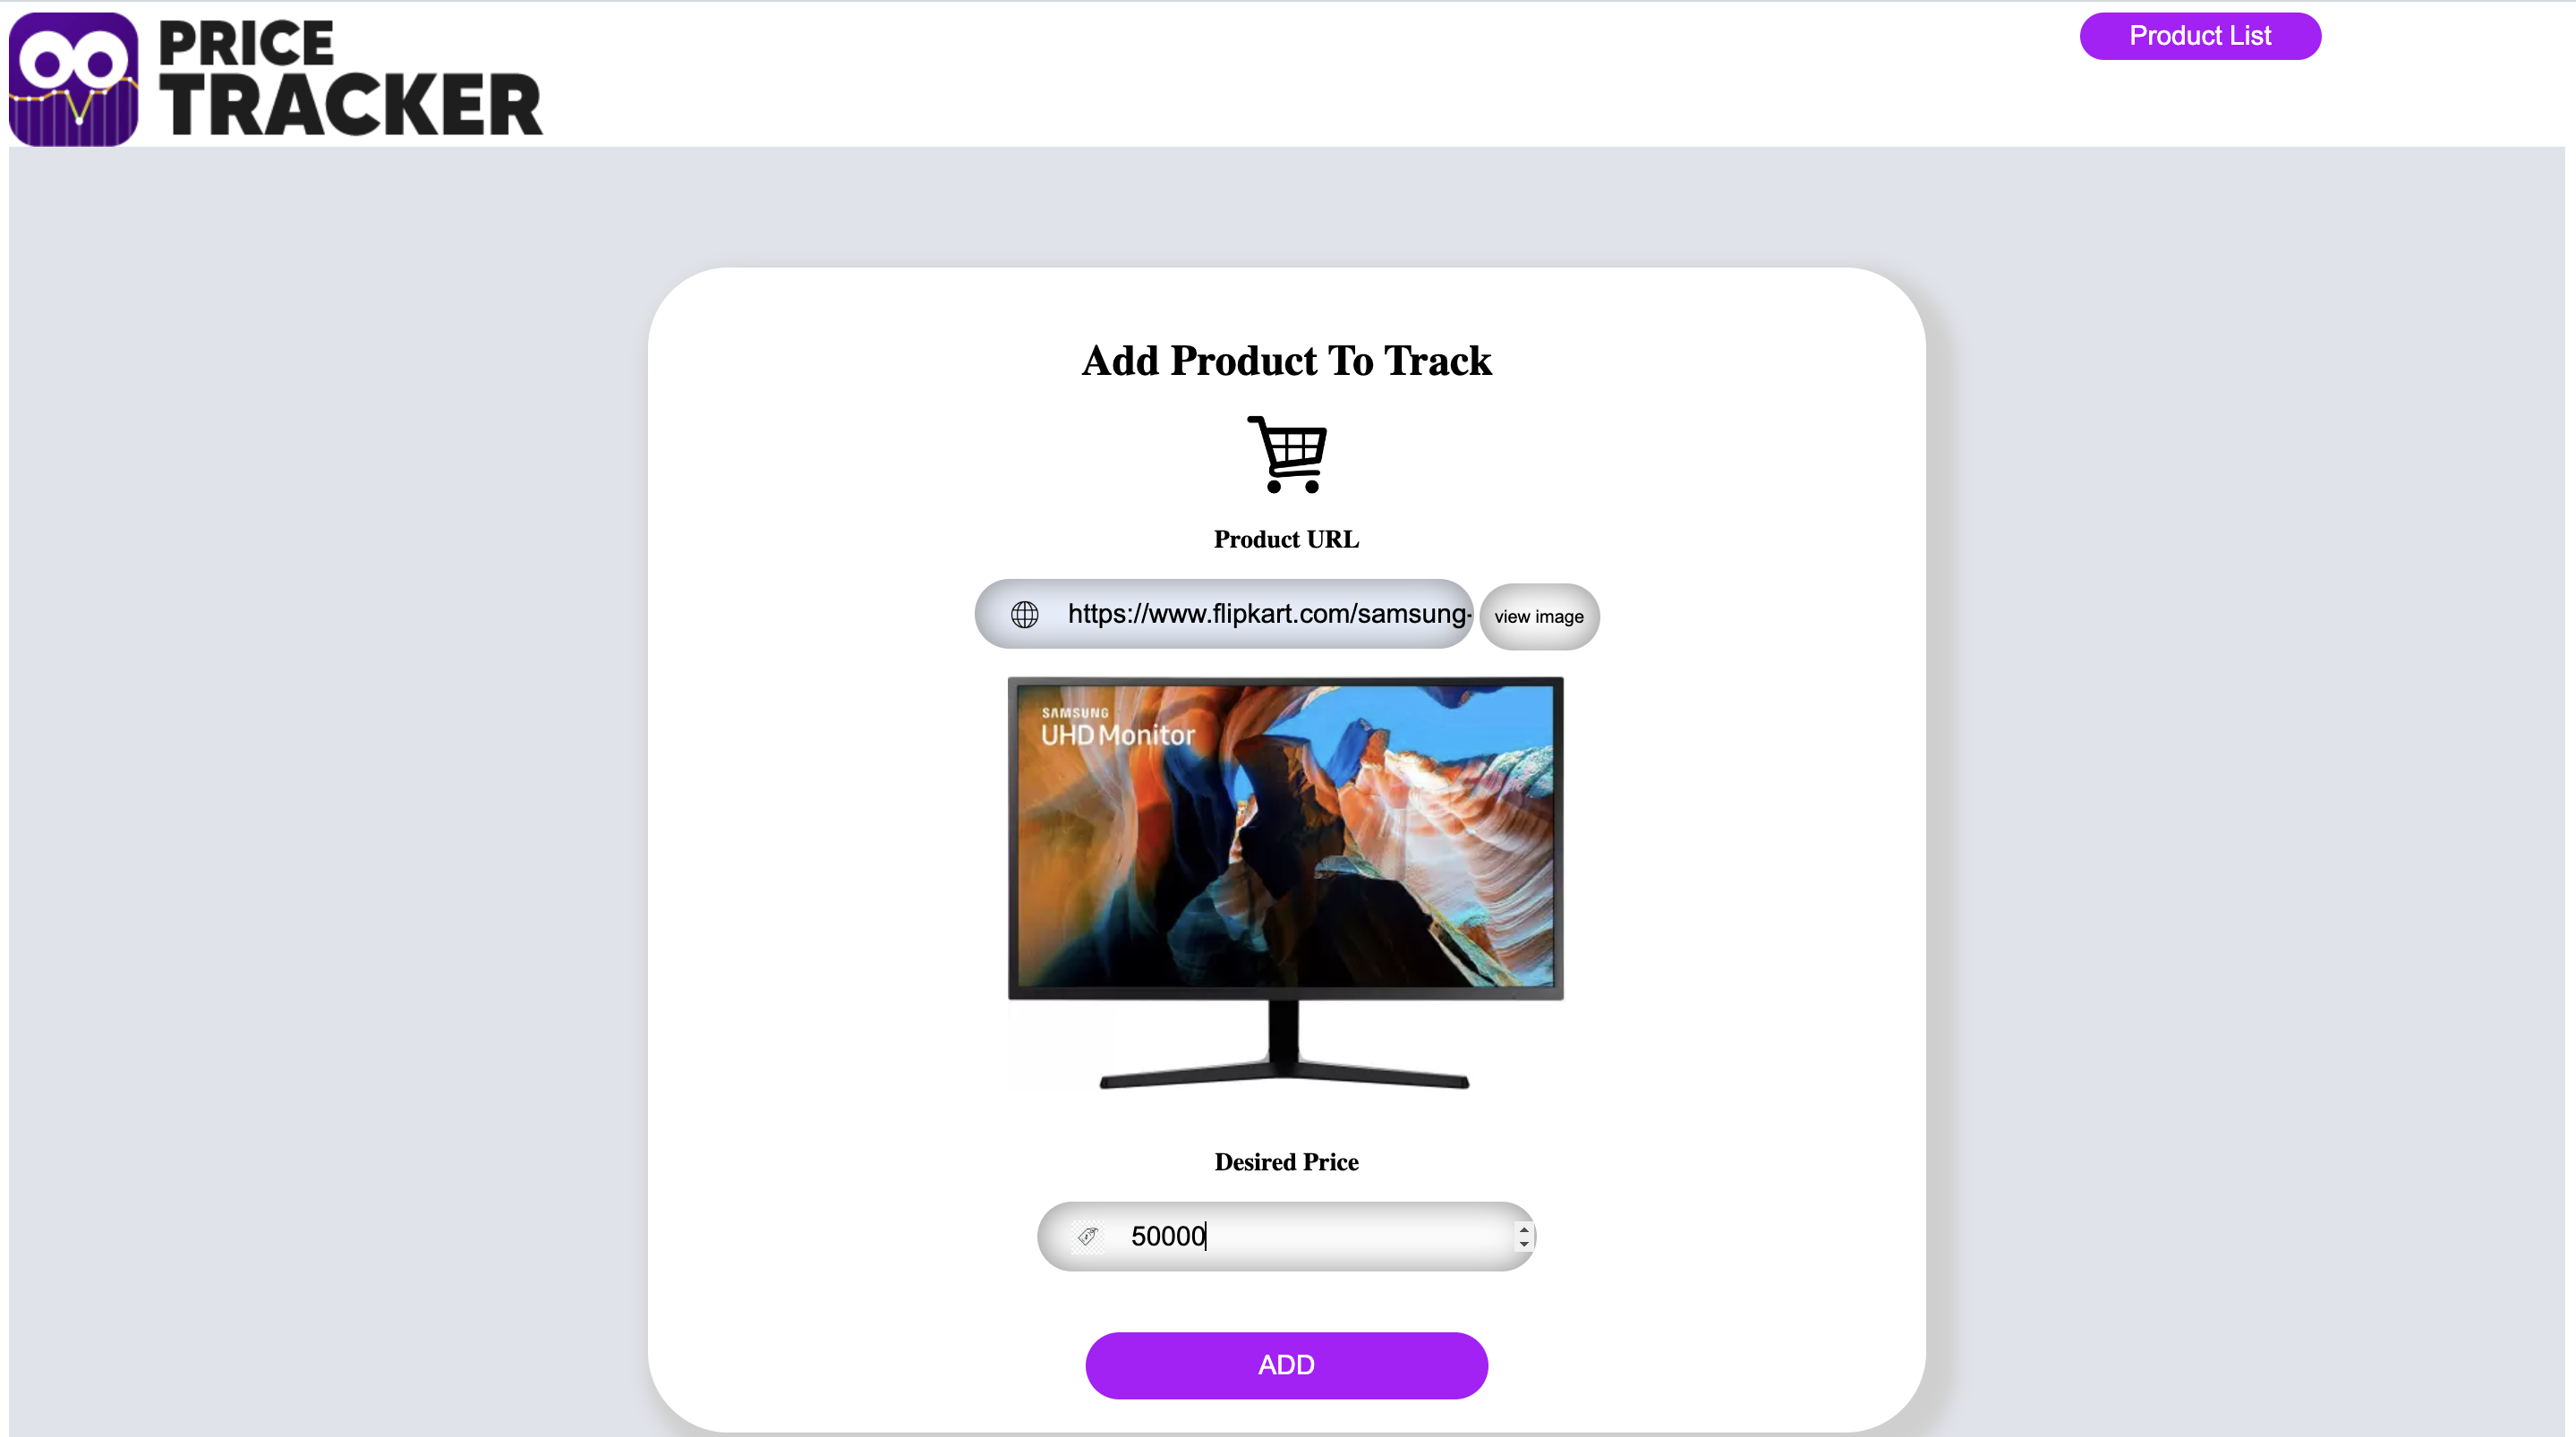 PRICE
TRACKER
Product List
Add Product To Track
Product URL
https://www.flipkart.com/samsung-
view image
SAMSUNG
UHD Monitor
Desired Price
50000
ADD